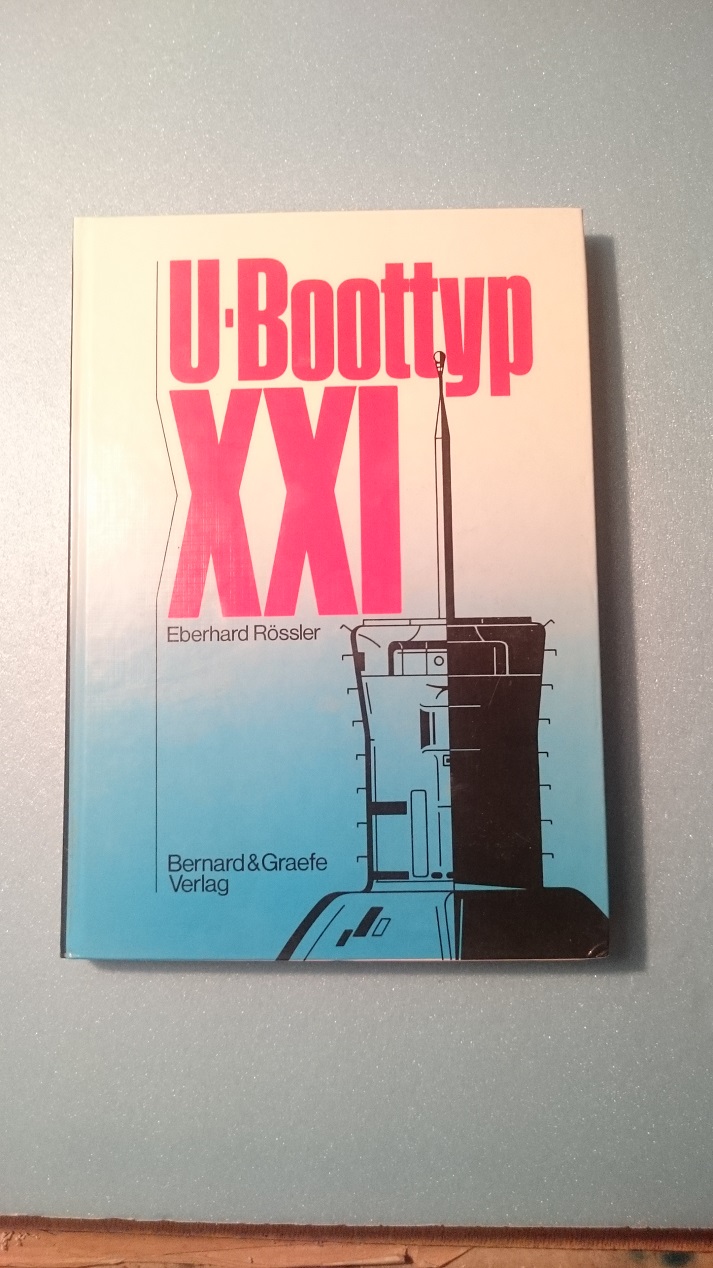 U-Boottyp
XXI
Eberhard Rössler
Bernard & Graefe
Verlag